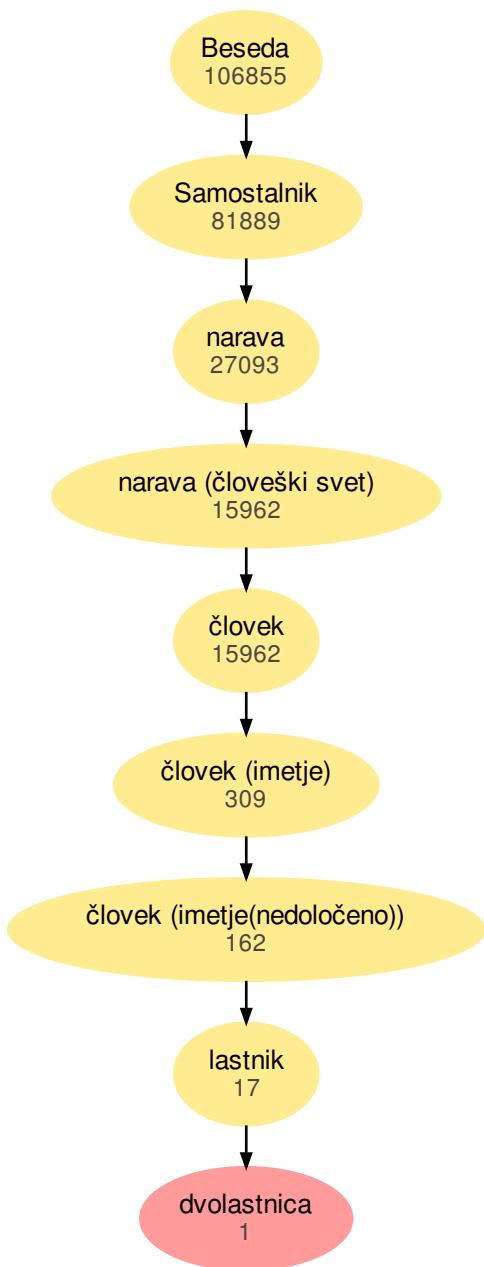 Beseda
106855
Samostalnik
81889
narava
27093
narava (človeški svet)
15962
človek
15962
človek (imetje)
309
človek (imetje(nedoločeno))
162
lastnik
17
dvolastnica
1